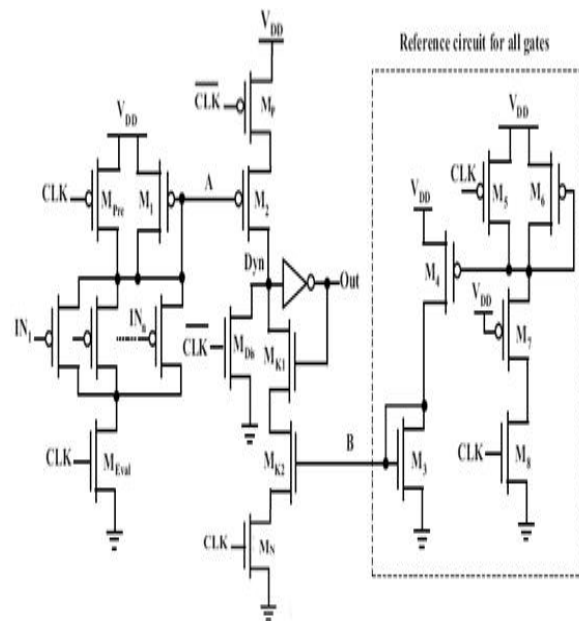 Reference circuit for all gates
V_DD
CLK
M_P
V_DD
V_DD
CLK
M_Pre
M_1
A
M_2
CLK
M_5
M_6
V_DD
M_4
Dyn
Out
V_DD
M_7
IN_1
IN_n
CLK
M_Dis
M_K1
B
M_K2
M_3
CLK
M_8
CLK
M_Eval
CLK
M_N